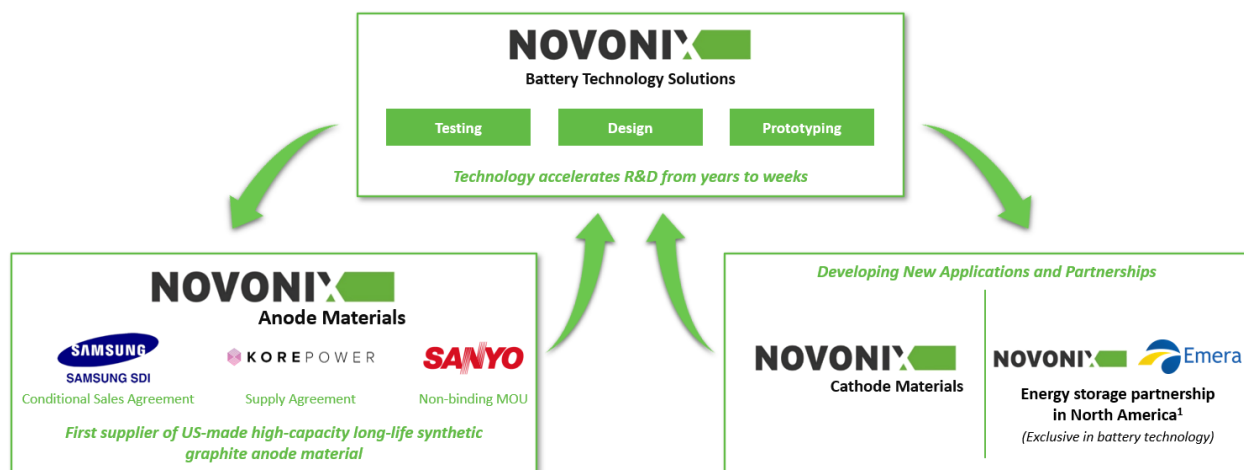 NOVONIX
Battery Technology Solutions
Testing
Design
Prototyping
Technology accelerates R&D from years to weeks
NOVONIX
Anode Materials
SAMSUNG
SAMSUNG SDI
Conditional Sales Agreement
KOREPOWER
Supply Agreement
SANYO
Non-binding MOU
First supplier of US-made high-capacity long-life synthetic
graphite anode material
Developing New Applications and Partnerships
NOVONIX
Cathode Materials
NOVONIX
Emera
Energy storage partnership
in North America¹
(Exclusive in battery technology)